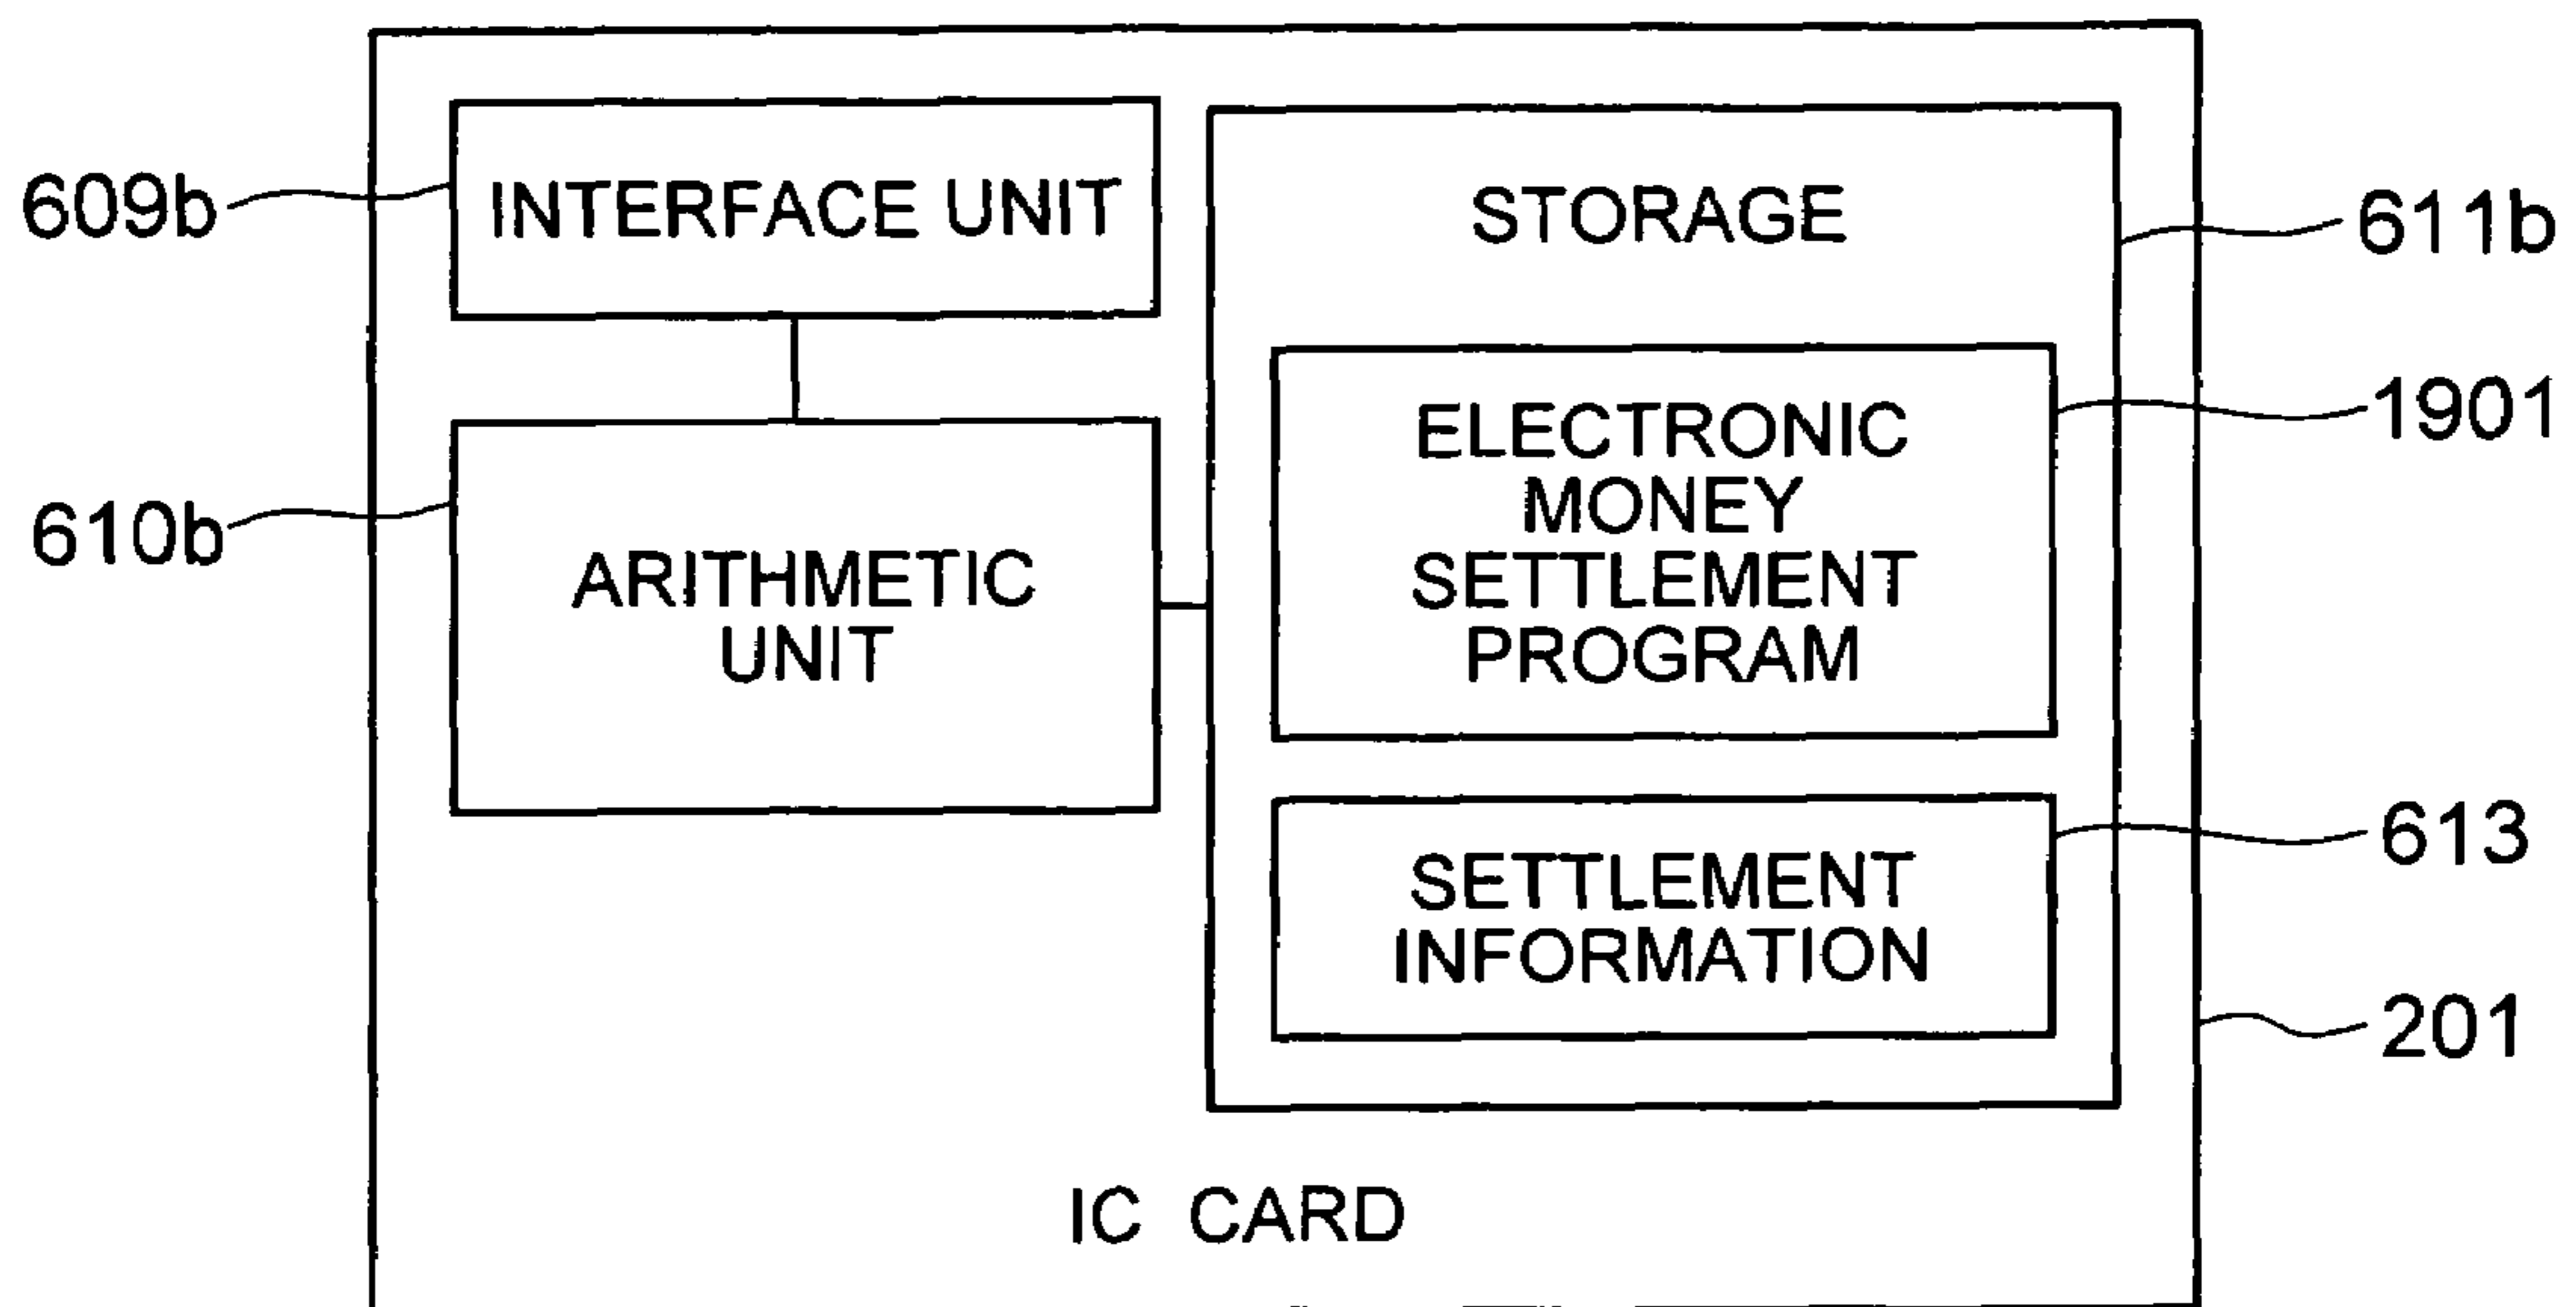 609b
INTERFACE UNIT
610b
ARITHMETIC
UNIT
STORAGE
611b
ELECTRONIC
MONEY
SETTLEMENT
PROGRAM
1901
SETTLEMENT
INFORMATION
613
201
IC CARD